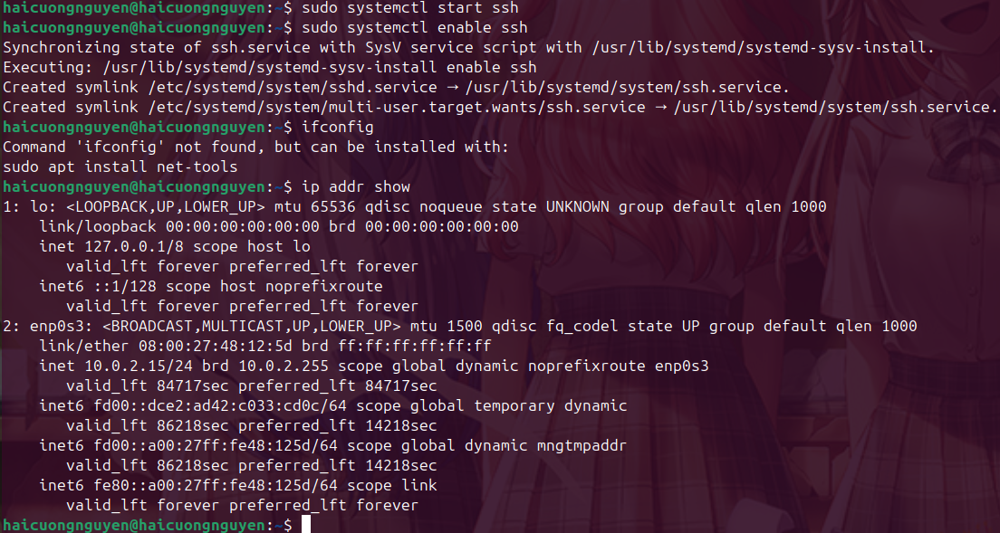 haicuongnguyen@haicuongnguyen:~$ sudo systemctl start ssh
haicuongnguyen@haicuongnguyen:~$ sudo systemctl enable ssh
Synchronizing state of ssh.service with SysV service script with /usr/lib/systemd/systemd-sysv-install.
Executing: /usr/lib/systemd/systemd-sysv-install enable ssh
Created symlink /etc/systemd/system/sshd.service → /usr/lib/systemd/system/ssh.service.
Created symlink /etc/systemd/system/multi-user.target.wants/ssh.service → /usr/lib/systemd/system/ssh.service.
haicuongnguyen@haicuongnguyen:~$ ifconfig
Command 'ifconfig' not found, but can be installed with:
sudo apt install net-tools
haicuongnguyen@haicuongnguyen:~$ ip addr show
1: lo: <LOOPBACK,UP,LOWER_UP> mtu 65536 qdisc noqueue state UNKNOWN group default qlen 1000
    link/loopback 00:00:00:00:00:00 brd 00:00:00:00:00:00
    inet 127.0.0.1/8 scope host lo
       valid_lft forever preferred_lft forever
    inet6 ::1/128 scope host noprefixroute
       valid_lft forever preferred_lft forever
2: enp0s3: <BROADCAST,MULTICAST,UP,LOWER_UP> mtu 1500 qdisc fq_codel state UP group default qlen 1000
    link/ether 08:00:27:48:12:5d brd ff:ff:ff:ff:ff:ff
    inet 10.0.2.15/24 brd 10.0.2.255 scope global dynamic noprefixroute enp0s3
       valid_lft 84717sec preferred_lft 84717sec
    inet6 fd00::dce2:ad42:c033:cd0c/64 scope global temporary dynamic
       valid_lft 86218sec preferred_lft 14218sec
    inet6 fd00::a00:27ff:fe48:125d/64 scope global dynamic mngtmpaddr
       valid_lft 86218sec preferred_lft 14218sec
    inet6 fe80::a00:27ff:fe48:125d/64 scope link
       valid_lft forever preferred_lft forever
haicuongnguyen@haicuongnguyen:~$